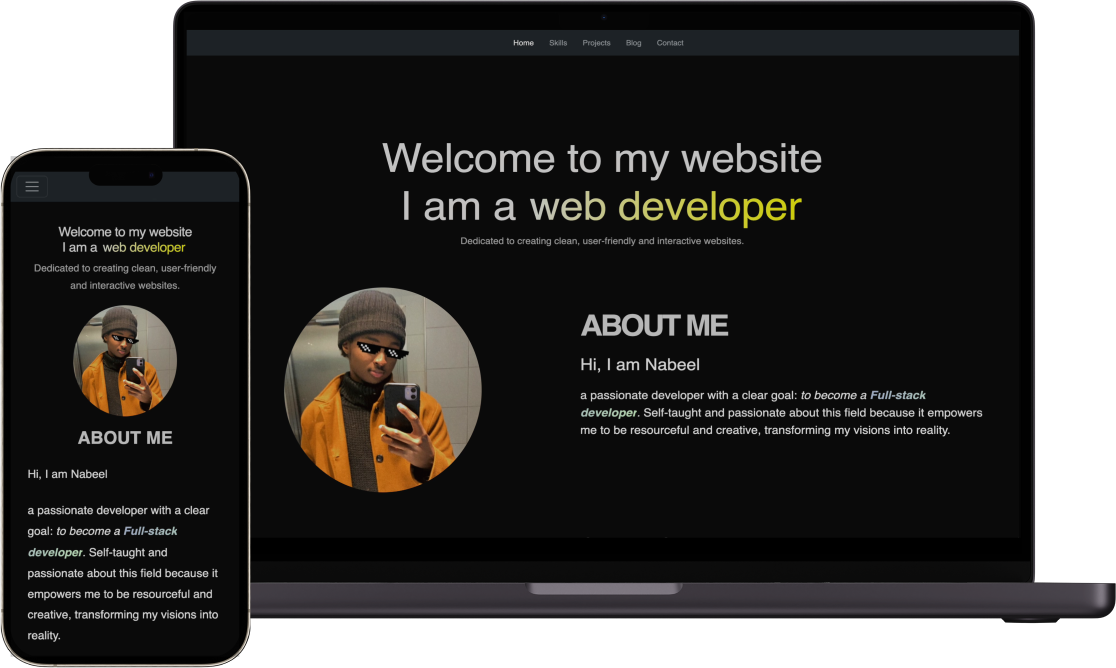 Home Skills Projects Blog Contact
Welcome to my website
I am a web developer
Dedicated to creating clean, user-friendly and interactive websites.
ABOUT ME
Hi, I am Nabeel
a passionate developer with a clear goal: to become a Full-stack
developer. Self-taught and passionate about this field because it empowers
me to be resourceful and creative, transforming my visions into reality.
Welcome to my website
I am a web developer
Dedicated to creating clean, user-friendly
and interactive websites.
ABOUT ME
Hi, I am Nabeel
a passionate developer with a clear
goal: to become a Full-stack
developer. Self-taught and
passionate about this field because it
empowers me to be resourceful and
creative, transforming my visions into
reality.